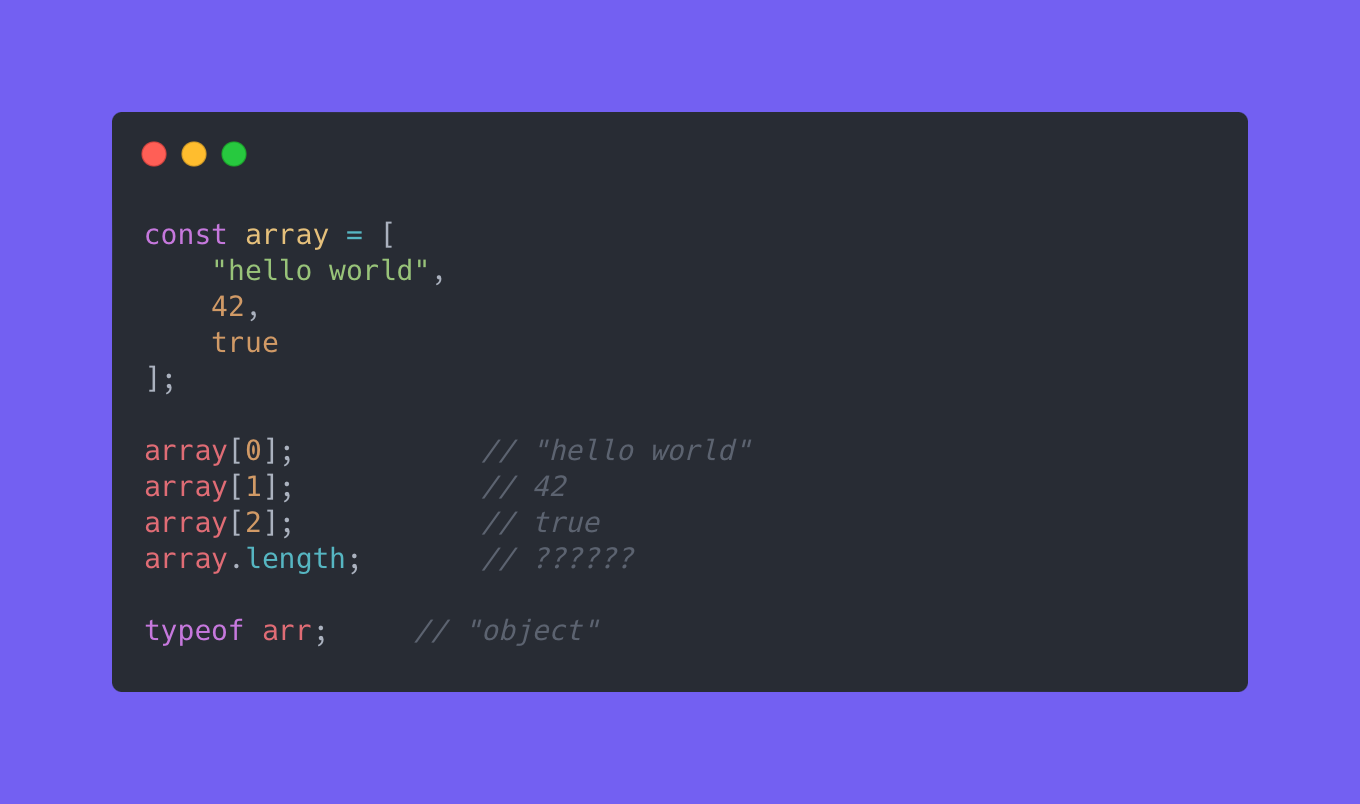 const array = [
    "hello world",
    42,
    true
];

array[0];           // "hello world"
array[1];           // 42
array[2];           // true
array.length;       // ??????

typeof arr;     // "object"